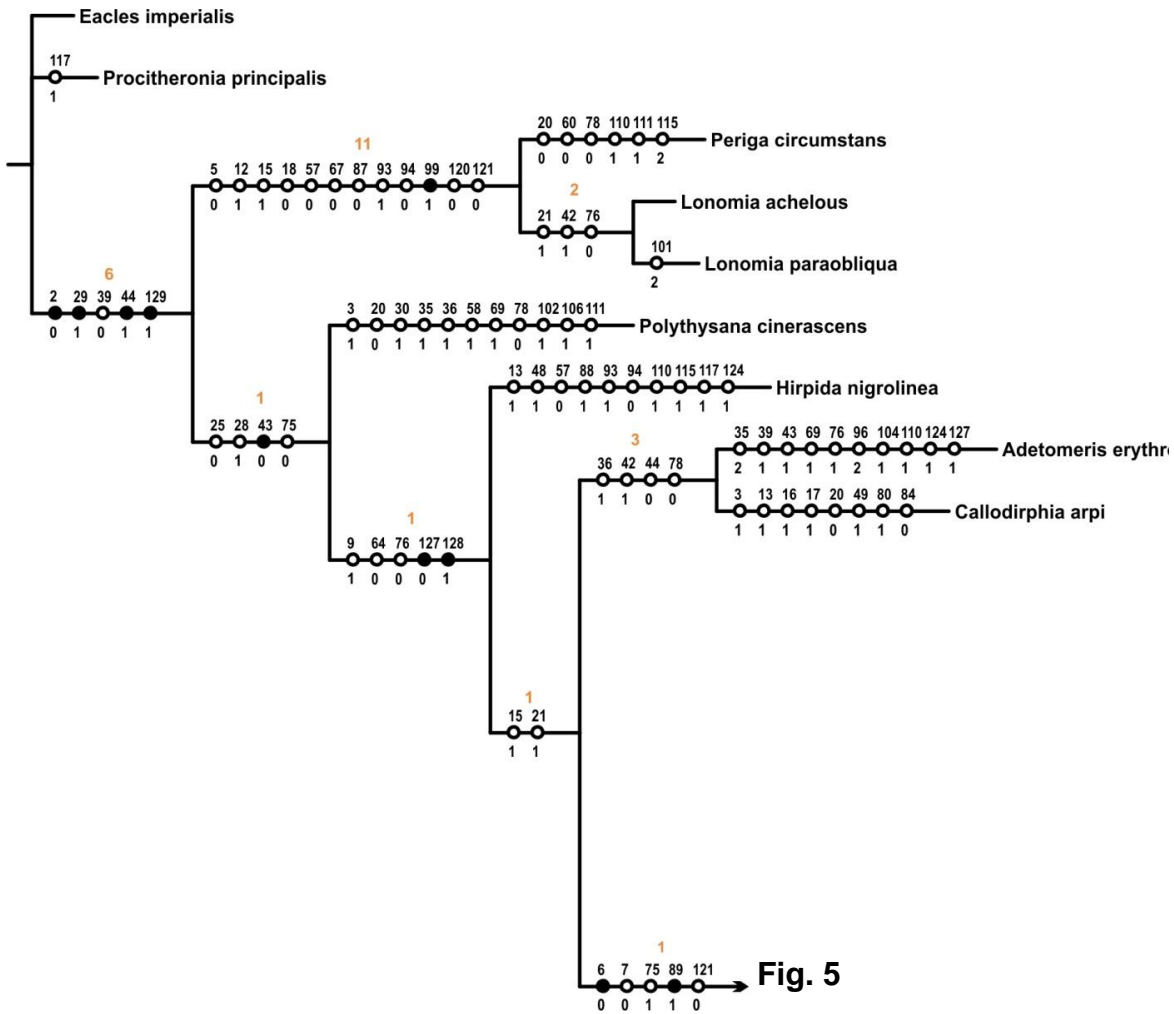 Eacles imperialis
117
Procitheronia principalis
1
11
20 60 78 110 111 115
Periga circumstans
0 0 0 1 1 2
5 12 15 18 57 67 87 93 94 99 120 121
0 1 1 0 0 0 0 1 0 1 0 0
2
Lonomia achelous
21 42 76
1 1 0
101
Lonomia paraobliqua
2
6
2 29 39 44 129
0 1 0 1 1
3 20 30 35 36 58 69 78 102 106 111
Polythysana cinerascens
1 0 1 1 1 1 1 0 1 1 1
13 48 57 88 93 94 110 115 117 124
Hirpida nigrolinea
1 1 0 1 1 0 1 1 1 1
1
25 28 43 75
0 1 0 0
3
35 39 43 69 76 96 104 110 124 127
Adetomeris erythro
2 1 1 1 1 2 1 1 1 1
36 42 44 78
1 1 0 0
3 13 16 17 20 49 80 84
Callodirphia arpi
1 1 1 1 0 1 1 0
1
9 64 76 127 128
1 0 0 0 1
1
15 21
1 1
1
6 7 75 89 121
Fig. 5
0 0 1 1 0